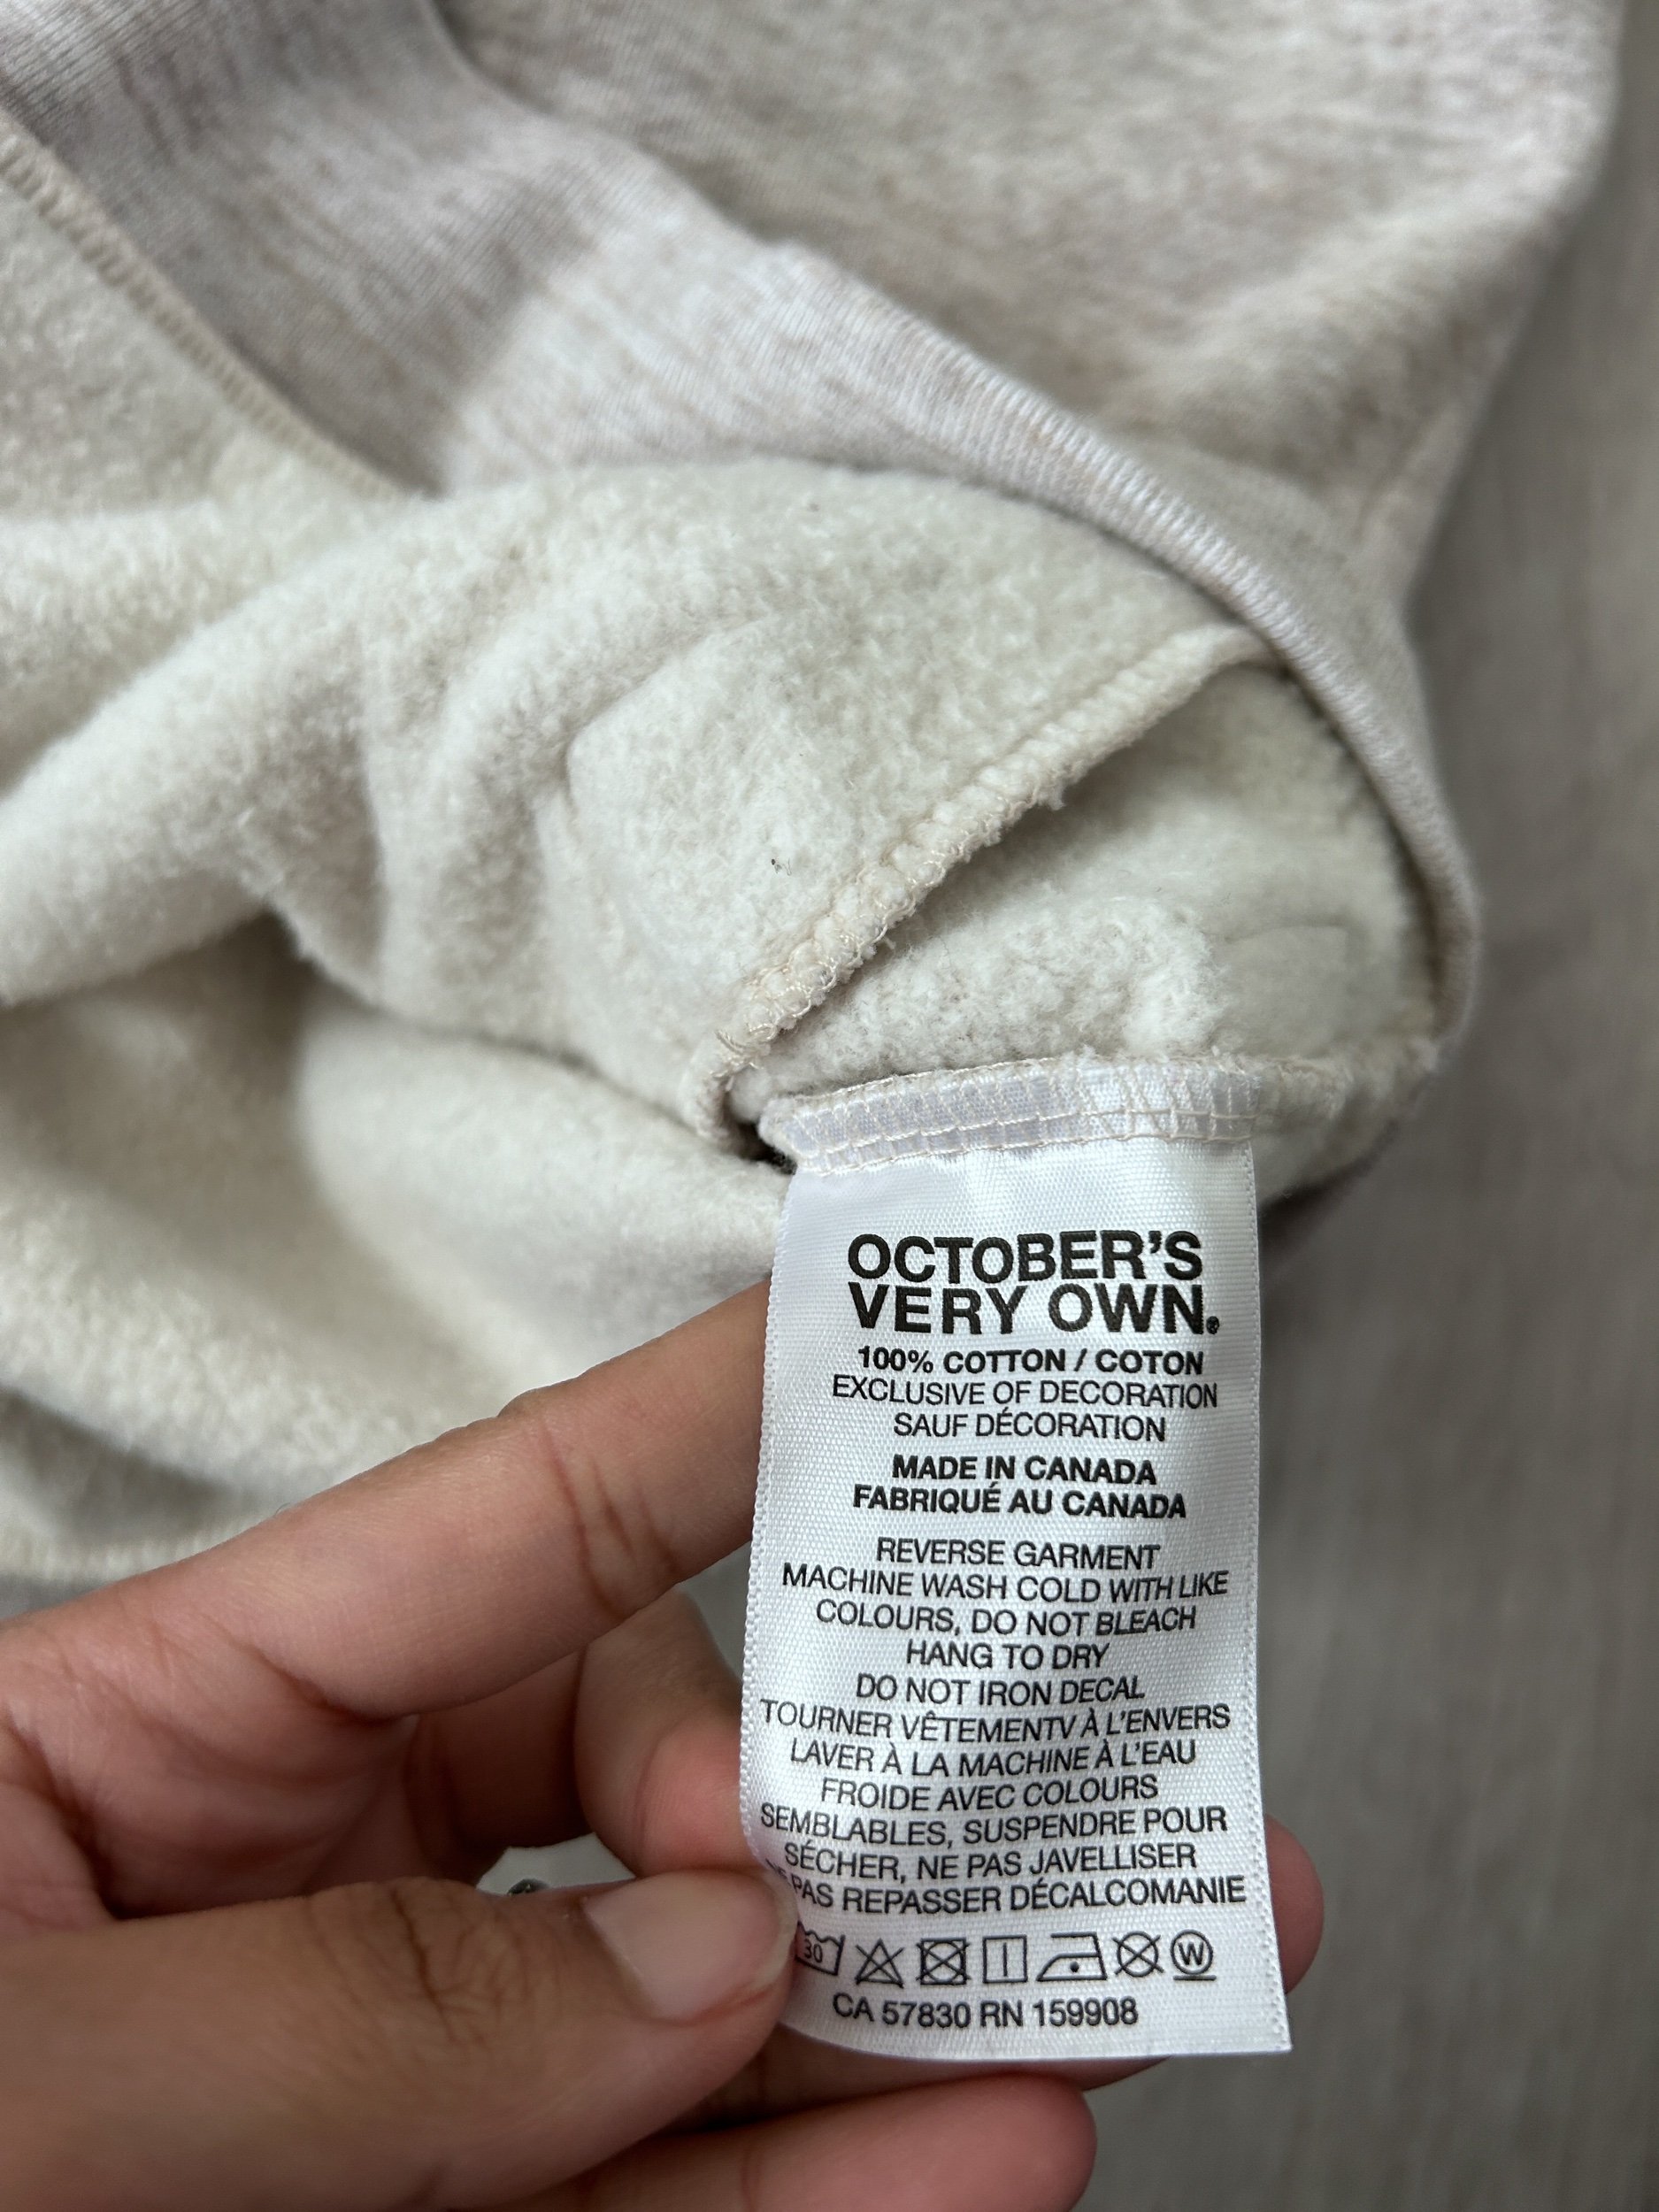 OCTOBER'S
VERY OWN.
100% COTTON / COTON
EXCLUSIVE OF DECORATION
SAUF DÉCORATION
MADE IN CANADA
FABRIQUÉ AU CANADA
REVERSE GARMENT
MACHINE WASH COLD WITH LIKE
COLOURS, DO NOT BLEACH
HANG TO DRY
DO NOT IRON DECAL
TOURNER VÊTEMENTV À L'ENVERS
LAVER À LA MACHINE À L'EAU
FROIDE AVEC COLOURS
SEMBLABLES, SUSPENDRE POUR
SÉCHER, NE PAS JAVELLISER
PAS REPASSER DÉCALCOMANIE
30 W
CA 57830 RN 159908